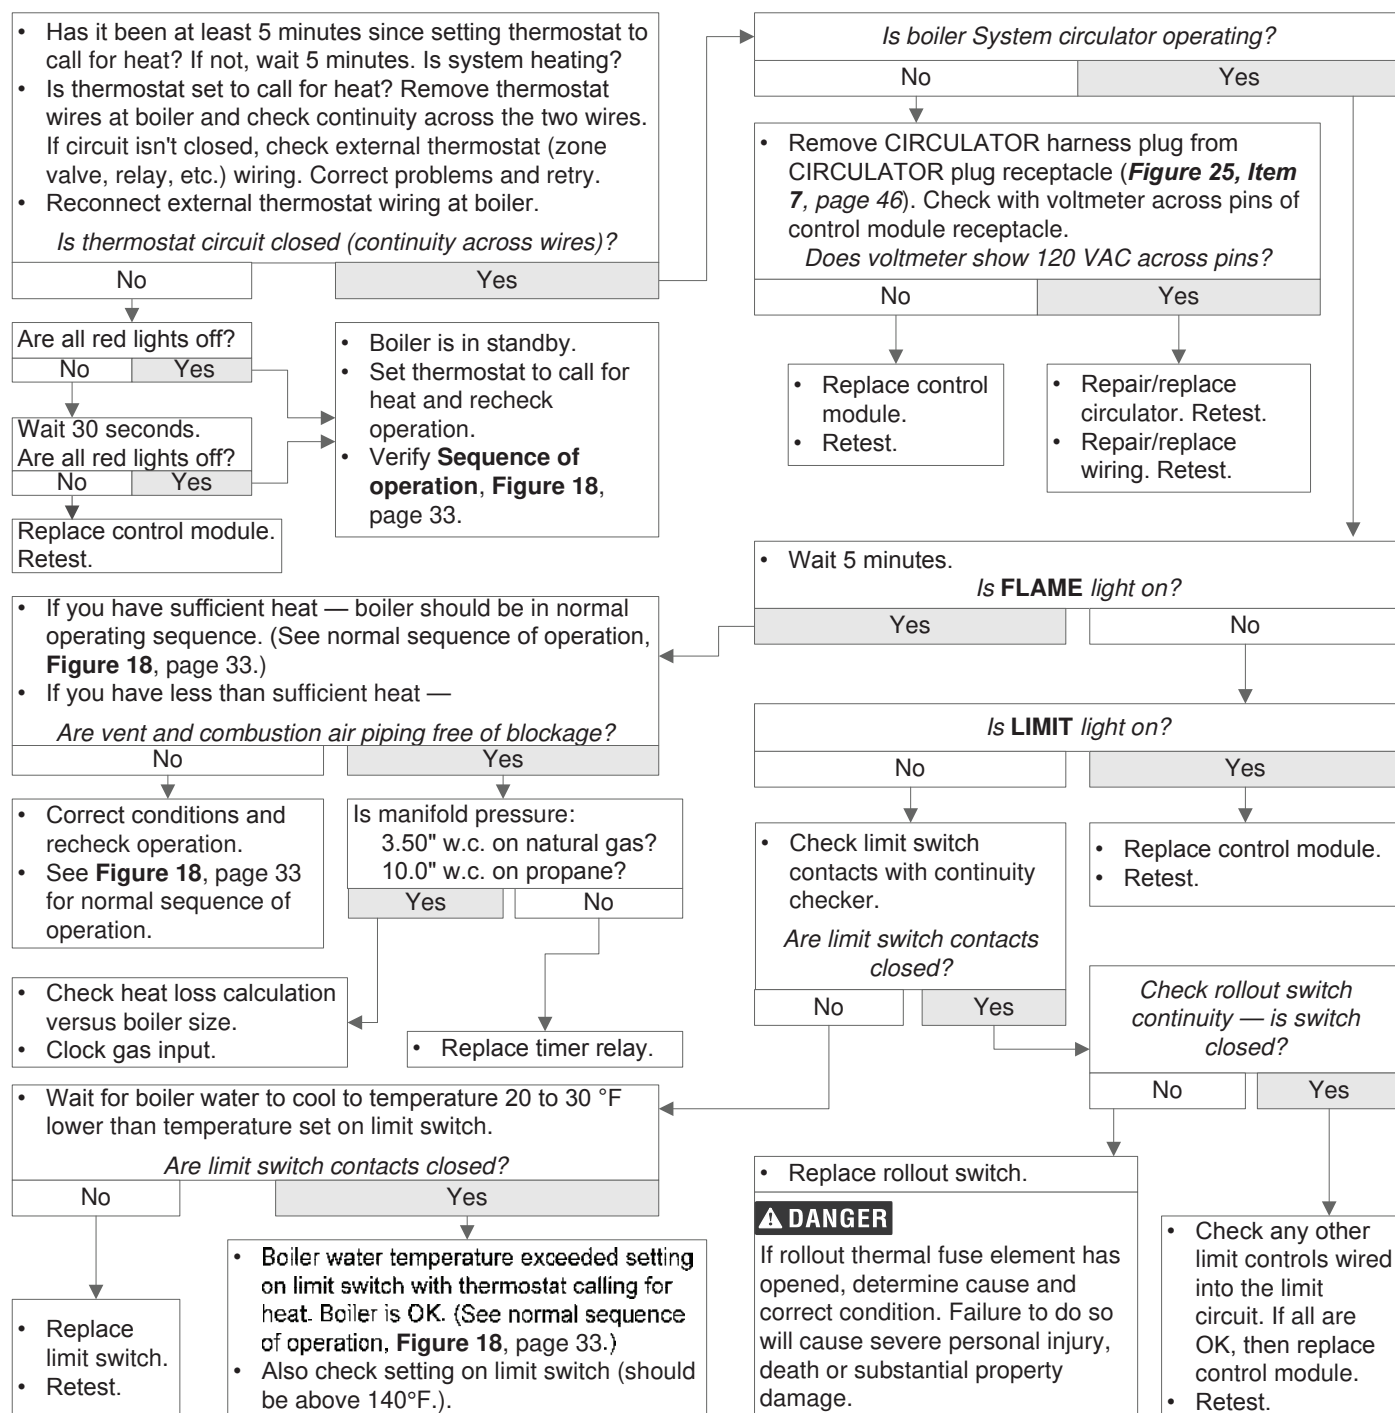 • Has it been at least 5 minutes since setting thermostat to
call for heat? If not, wait 5 minutes. Is system heating?
• Is thermostat set to call for heat? Remove thermostat
wires at boiler and check continuity across the two wires.
If circuit isn't closed, check external thermostat (zone
valve, relay, etc.) wiring. Correct problems and retry.
• Reconnect external thermostat wiring at boiler.
Is thermostat circuit closed (continuity across wires)?
No
Yes
Are all red lights off?
No
Yes
Wait 30 seconds.
Are all red lights off?
No
Yes
Replace control module.
Retest.
• Boiler is in standby.
• Set thermostat to call for
heat and recheck
operation.
• Verify Sequence of
operation, Figure 18,
page 33.
Is boiler System circulator operating?
No
Yes
• Remove CIRCULATOR harness plug from
CIRCULATOR plug receptacle (Figure 25, Item
7, page 46). Check with voltmeter across pins of
control module receptacle.
Does voltmeter show 120 VAC across pins?
No
Yes
• Replace control
module.
• Retest.
• Repair/replace
circulator. Retest.
• Repair/replace
wiring. Retest.
• Wait 5 minutes.
Is FLAME light on?
Yes
No
• If you have sufficient heat — boiler should be in normal
operating sequence. (See normal sequence of operation,
Figure 18, page 33.)
• If you have less than sufficient heat —
Are vent and combustion air piping free of blockage?
No
Yes
• Correct conditions and
recheck operation.
• See Figure 18, page 33
for normal sequence of
operation.
Is manifold pressure:
3.50" w.c. on natural gas?
10.0" w.c. on propane?
Yes
No
• Check heat loss calculation
versus boiler size.
• Clock gas input.
• Replace timer relay.
Is LIMIT light on?
No
Yes
• Check limit switch
contacts with continuity
checker.
Are limit switch contacts
closed?
No
Yes
• Replace control module.
• Retest.
Check rollout switch
continuity — is switch
closed?
No
Yes
• Wait for boiler water to cool to temperature 20 to 30 °F
lower than temperature set on limit switch.
Are limit switch contacts closed?
No
Yes
• Replace
limit switch.
• Retest.
• Boiler water temperature exceeded setting
on limit switch with thermostat calling for
heat. Boiler is OK. (See normal sequence
of operation, Figure 18, page 33.)
• Also check setting on limit switch (should
be above 140°F.).
• Replace rollout switch.
DANGER
If rollout thermal fuse element has
opened, determine cause and
correct condition. Failure to do so
will cause severe personal injury,
death or substantial property
damage.
• Check any other
limit controls wired
into the limit
circuit. If all are
OK, then replace
control module.
• Retest.